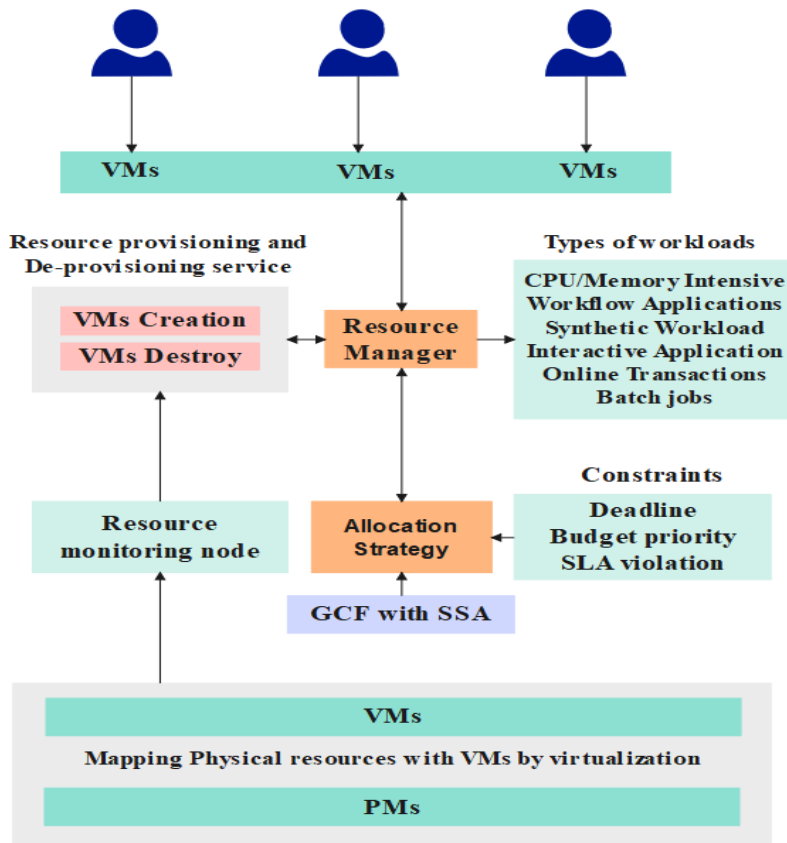 VMs
VMs
VMs
Resource provisioning and
De-provisioning service
VMs Creation
VMs Destroy
Resource
Manager
Types of workloads
CPU/Memory Intensive
Workflow Applications
Synthetic Workload
Interactive Application
Online Transactions
Batch jobs
Resource
monitoring node
Allocation
Strategy
Constraints
Deadline
Budget priority
SLA violation
GCF with SSA
VMs
Mapping Physical resources with VMs by virtualization
PMs